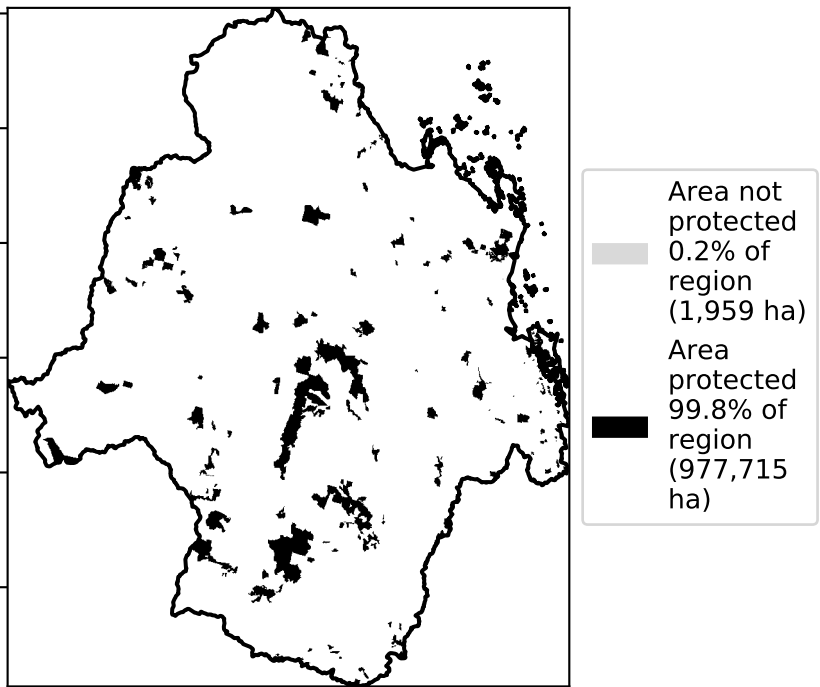 Area not
protected
0.2% of
region
(1,959 ha)
Area
protected
99.8% of
region
(977,715
ha)